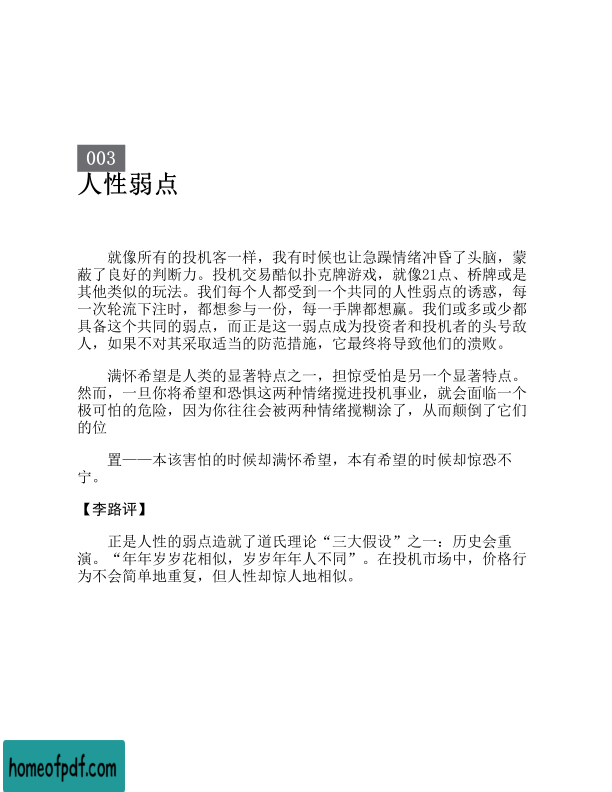 003
人性弱点
就像所有的投机客一样，我有时候也让急躁情绪冲昏了头脑，蒙
蔽了良好的判断力。投机交易酷似扑克牌游戏，就像21点、桥牌或是
其他类似的玩法。我们每个人都受到一个共同的人性弱点的诱惑，每
一次轮流下注时，都想参与一份，每一手牌都想赢。我们或多或少都
具备这个共同的弱点，而正是这一弱点成为投资者和投机者的头号敌
人，如果不对其采取适当的防范措施，它最终将导致他们的溃败。
满怀希望是人类的显著特点之一，担惊受怕是另一个显著特点。
然而，一旦你将希望和恐惧这两种情绪搅进投机事业，就会面临一个
极可怕的危险，因为你往往会被两种情绪搅糊涂了，从而颠倒了它们
的位
置——本该害怕的时候却满怀希望，本有希望的时候却惊恐不
宁。
【李路评】
正是人性的弱点造就了道氏理论“三大假设”之一：历史会重
演。“年年岁岁花相似，岁岁年年人不同”。在投机市场中，价格行
为不会简单地重复，但人性却惊人地相似。
homeofpdf.com